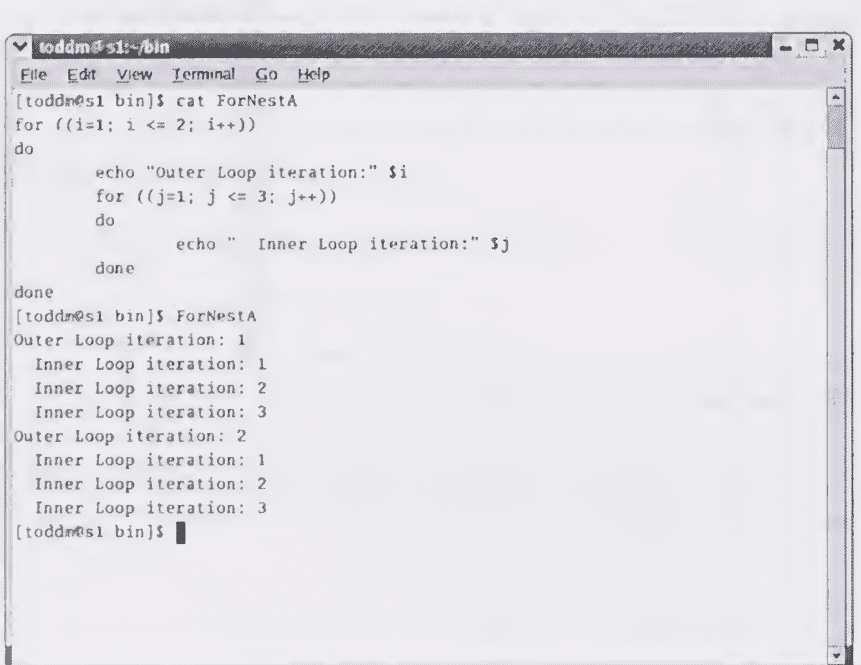 toddm@s1:~/bin
File Edit View Terminal Go Help
[toddm@s1 bin]$ cat ForNestA
for ((i=1; i <= 2; i++))
do
        echo "Outer Loop iteration:" $i
        for ((j=1; j <= 3; j++))
        do
                echo "  Inner Loop iteration:" $j
        done
done
[toddm@s1 bin]$ ForNestA
Outer Loop iteration: 1
  Inner Loop iteration: 1
  Inner Loop iteration: 2
  Inner Loop iteration: 3
Outer Loop iteration: 2
  Inner Loop iteration: 1
  Inner Loop iteration: 2
  Inner Loop iteration: 3
[toddm@s1 bin]$